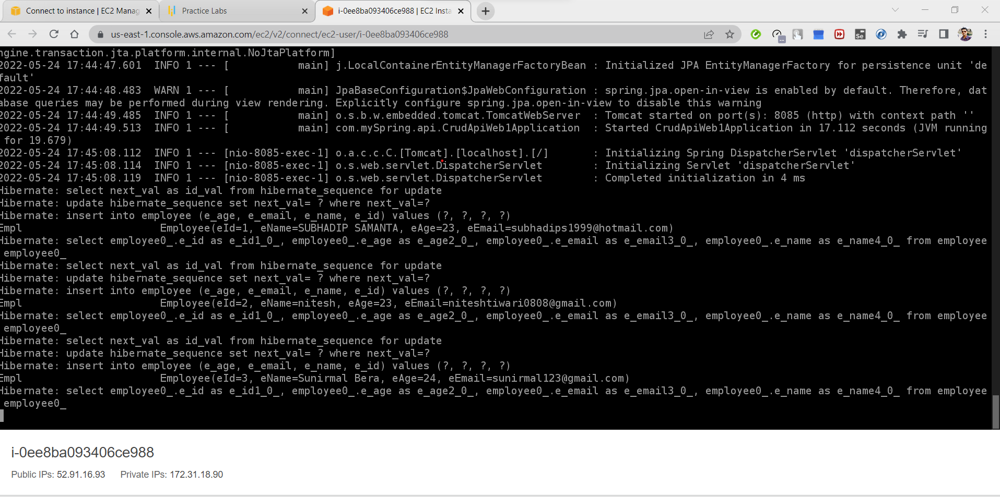 Connect to instance | EC2 Manag
Practice Labs
i-0ee8ba093406ce988 | EC2 Insta
us-east-1.console.aws.amazon.com/ec2/v2/connect/ec2-user/i-0ee8ba093406ce988
Se
ngine.transaction.jta.platform.internal.NoJtaPlatform]
2022-05-24 17:44:47.601  INFO 1 --- [           main] j.LocalContainerEntityManagerFactoryBean : Initialized JPA EntityManagerFactory for persistence unit 'de
fault'
2022-05-24 17:44:48.483  WARN 1 --- [           main] JpaBaseConfiguration$JpaWebConfiguration : spring.jpa.open-in-view is enabled by default. Therefore, dat
abase queries may be performed during view rendering. Explicitly configure spring.jpa.open-in-view to disable this warning
2022-05-24 17:44:49.485  INFO 1 --- [           main] o.s.b.w.embedded.tomcat.TomcatWebServer  : Tomcat started on port(s): 8085 (http) with context path ''
2022-05-24 17:44:49.513  INFO 1 --- [           main] com.mySpring.api.CrudApiWeb1Application  : Started CrudApiWeb1Application in 17.112 seconds (JVM running
 for 19.679)
2022-05-24 17:45:08.112  INFO 1 --- [nio-8085-exec-1] o.a.c.c.C.[Tomcat].[localhost].[/]       : Initializing Spring DispatcherServlet 'dispatcherServlet'
2022-05-24 17:45:08.114  INFO 1 --- [nio-8085-exec-1] o.s.web.servlet.DispatcherServlet        : Initializing Servlet 'dispatcherServlet'
2022-05-24 17:45:08.119  INFO 1 --- [nio-8085-exec-1] o.s.web.servlet.DispatcherServlet        : Completed initialization in 4 ms
Hibernate: select next_val as id_val from hibernate_sequence for update
Hibernate: update hibernate_sequence set next_val= ? where next_val=?
Hibernate: insert into employee (e_age, e_email, e_name, e_id) values (?, ?, ?, ?)
Empl                      Employee(eId=1, eName=SUBHADIP SAMANTA, eAge=23, eEmail=subhadips1999@hotmail.com)
Hibernate: select employee0_.e_id as e_id1_0_, employee0_.e_age as e_age2_0_, employee0_.e_email as e_email3_0_, employee0_.e_name as e_name4_0_ from employee
 employee0_
Hibernate: select next_val as id_val from hibernate_sequence for update
Hibernate: update hibernate_sequence set next_val= ? where next_val=?
Hibernate: insert into employee (e_age, e_email, e_name, e_id) values (?, ?, ?, ?)
Empl                      Employee(eId=2, eName=nitesh, eAge=23, eEmail=niteshtiwari0808@gmail.com)
Hibernate: select employee0_.e_id as e_id1_0_, employee0_.e_age as e_age2_0_, employee0_.e_email as e_email3_0_, employee0_.e_name as e_name4_0_ from employee
 employee0_
Hibernate: select next_val as id_val from hibernate_sequence for update
Hibernate: update hibernate_sequence set next_val= ? where next_val=?
Hibernate: insert into employee (e_age, e_email, e_name, e_id) values (?, ?, ?, ?)
Empl                      Employee(eId=3, eName=Sunirmal Bera, eAge=24, eEmail=sunirmal123@gmail.com)
Hibernate: select employee0_.e_id as e_id1_0_, employee0_.e_age as e_age2_0_, employee0_.e_email as e_email3_0_, employee0_.e_name as e_name4_0_ from employee
 employee0_
i-0ee8ba093406ce988
Public IPs: 52.91.16.93    Private IPs: 172.31.18.90